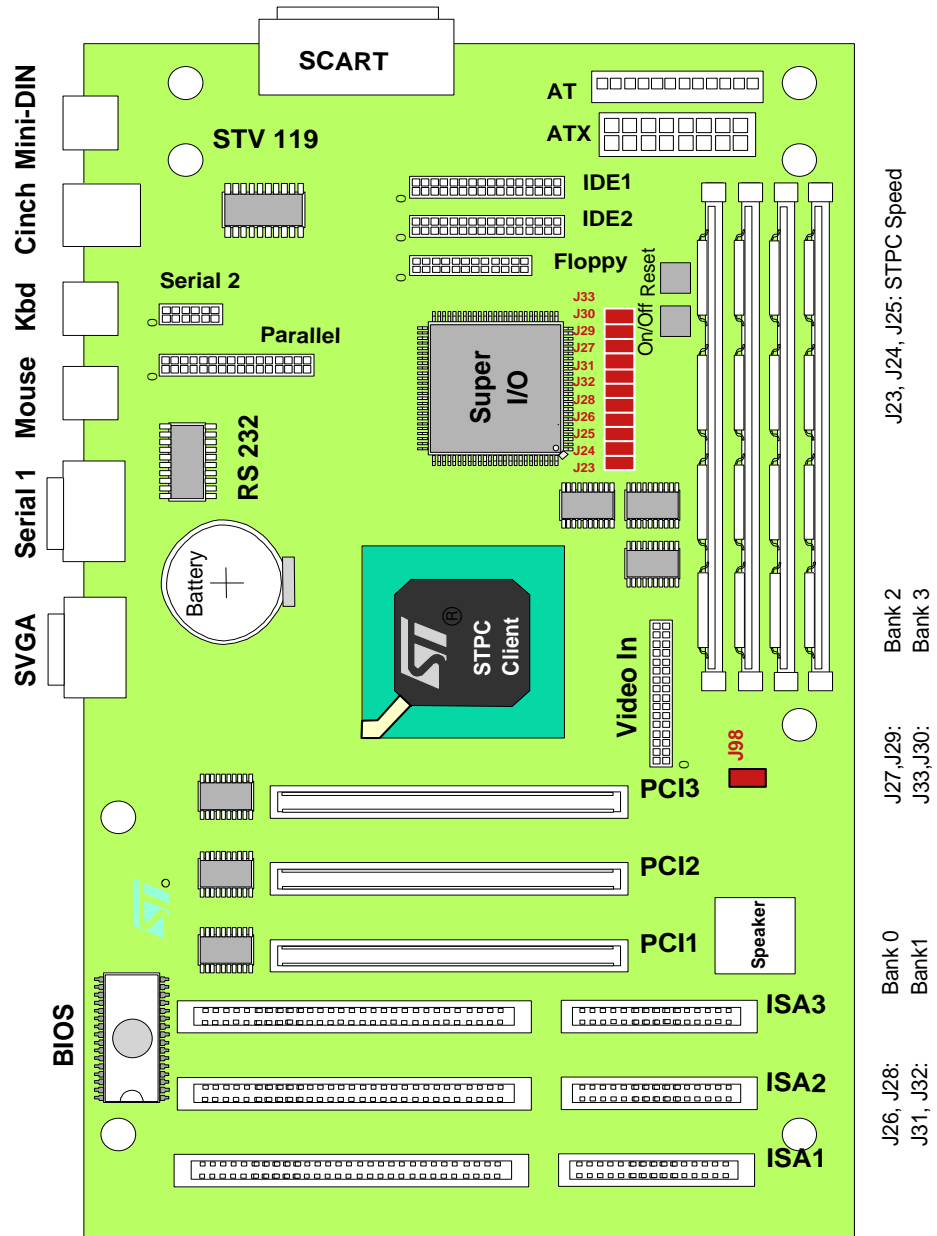 SCART
Mini-DIN
Cinch
Kbd
Mouse
Serial 1
SVGA
BIOS
STV 119
AT
ATX
IDE1
IDE2
Floppy
Serial 2
Parallel
RS 232
Battery
Super
I/O
J33
J30
J29
J27
J31
J32
J28
J26
J25
J24
J23
On/Off
Reset
ST
®
STPC
Client
Video In
J98
PCI3
PCI2
PCI1
Speaker
ST
ISA3
ISA2
ISA1
J26, J28: Bank 0
J31, J32: Bank1
J27,J29: Bank 2
J33,J30: Bank 3
J23, J24, J25: STPC Speed